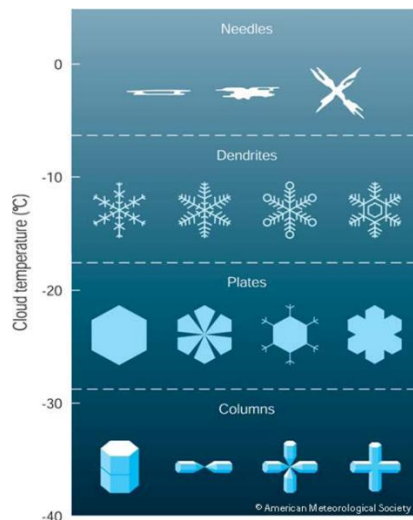 Needles
0
Dendrites
-10
Cloud temperature (°C)
Plates
-20
-30
Columns
-40
© American Meteorological Society